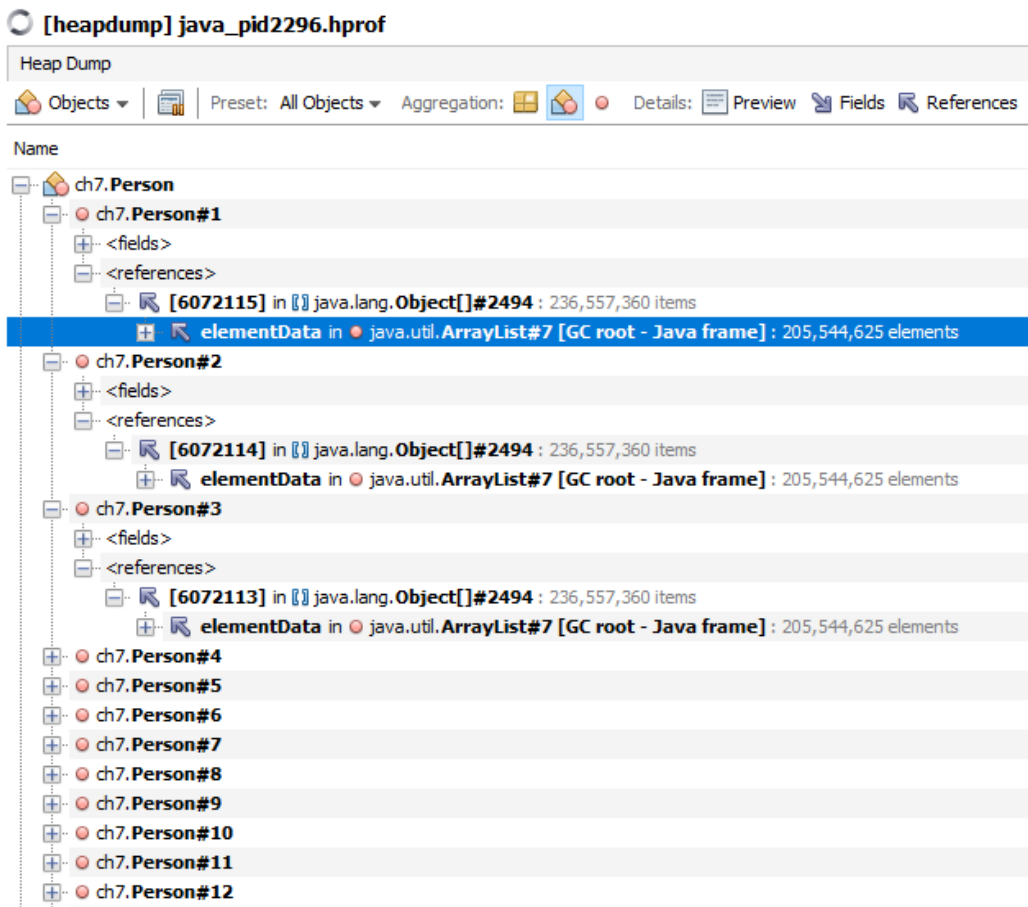 [heapdump] java_pid2296.hprof
Heap Dump
Objects Preset: All Objects Aggregation: Details: Preview Fields References
Name
ch7.Person
ch7.Person#1
<fields>
<references>
[6072115] in java.lang.Object[]#2494 : 236,557,360 items
elementData in java.util.ArrayList#7 [GC root - Java frame] : 205,544,625 elements
ch7.Person#2
<fields>
<references>
[6072114] in java.lang.Object[]#2494 : 236,557,360 items
elementData in java.util.ArrayList#7 [GC root - Java frame] : 205,544,625 elements
ch7.Person#3
<fields>
<references>
[6072113] in java.lang.Object[]#2494 : 236,557,360 items
elementData in java.util.ArrayList#7 [GC root - Java frame] : 205,544,625 elements
ch7.Person#4
ch7.Person#5
ch7.Person#6
ch7.Person#7
ch7.Person#8
ch7.Person#9
ch7.Person#10
ch7.Person#11
ch7.Person#12